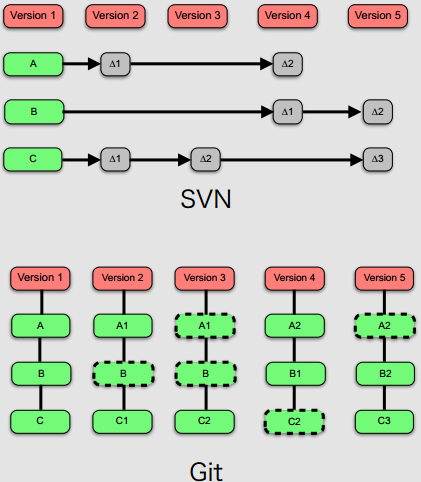 Version 1 Version 2 Version 3 Version 4 Version 5
A Δ1 Δ2
B Δ1 Δ2
C Δ1 Δ2 Δ3
SVN
Version 1 Version 2 Version 3 Version 4 Version 5
A A1 A1 A2 A2
B B B B1 B2
C C1 C2 C2 C3
Git